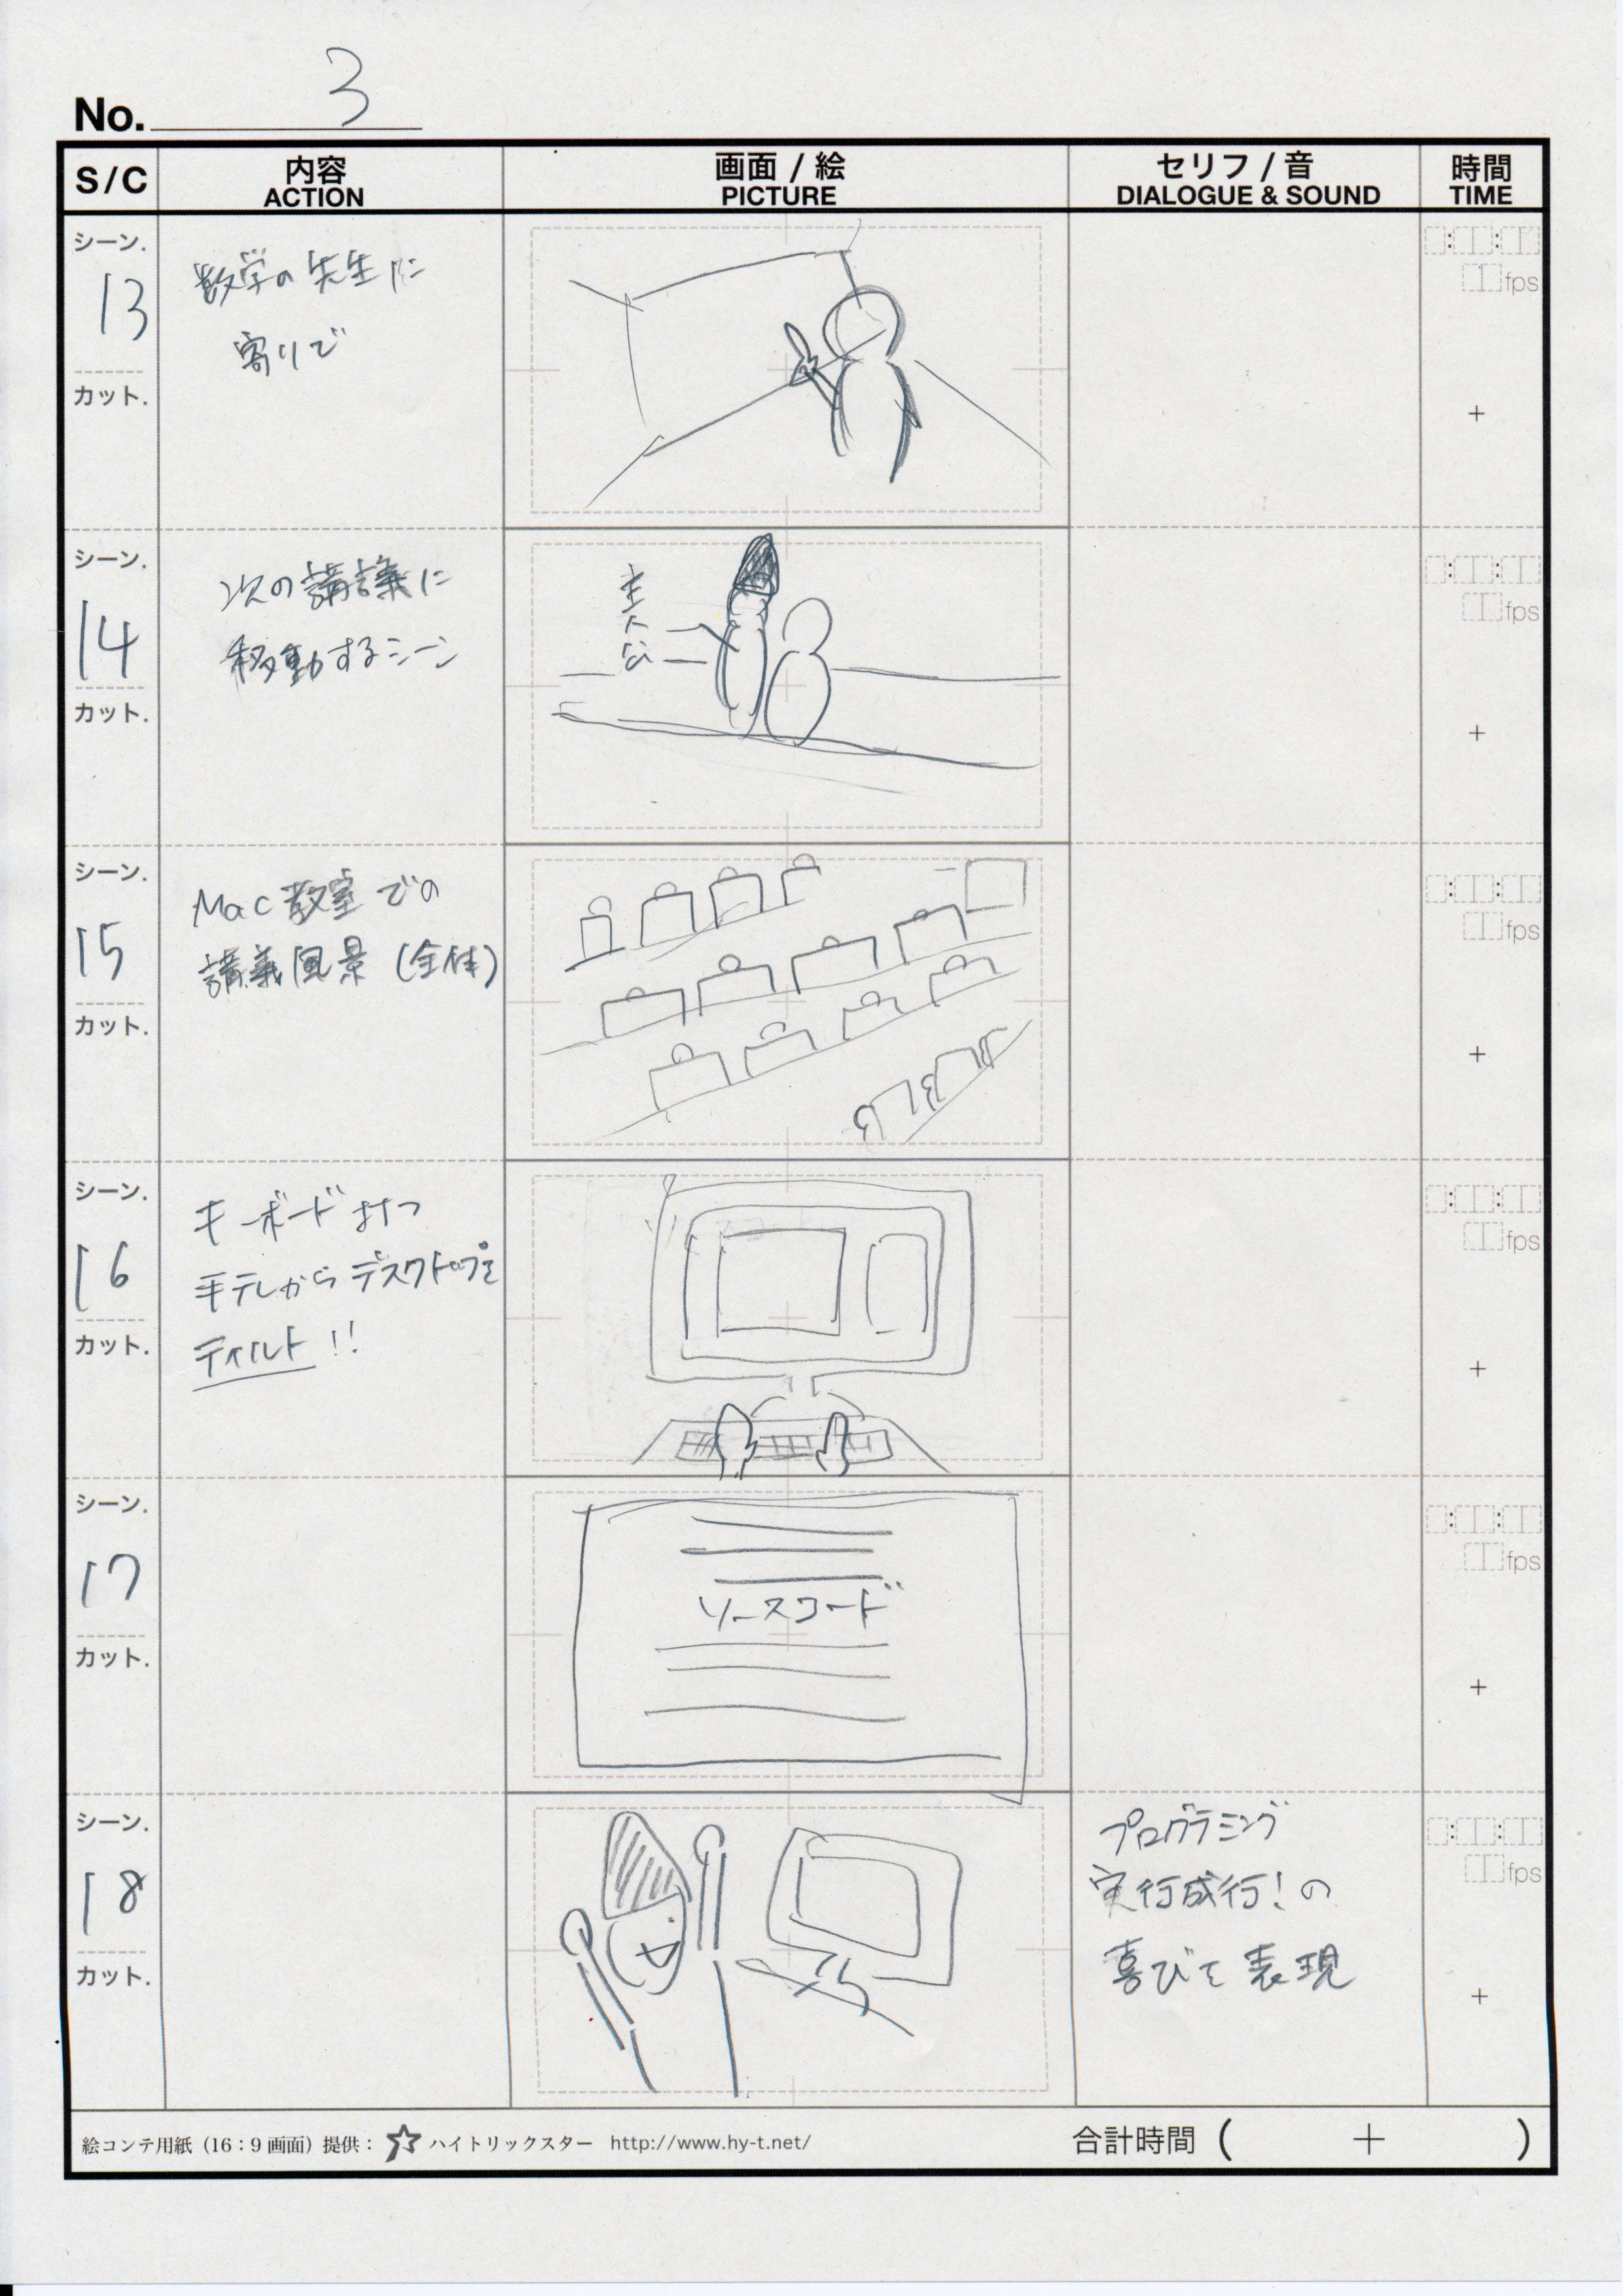 No. 3
S/C
内容
ACTION
画面 / 絵
PICTURE
セリフ / 音
DIALOGUE & SOUND
時間
TIME
シーン.
13
カット.
数学の先生に
寄りで
: :
fps
+
シーン.
14
カット.
次の講議に
移動するシーン
主人公
: :
fps
+
シーン.
15
カット.
Mac教室での
講義風景(全体)
: :
fps
+
シーン.
16
カット.
キーボード打つ
手元からデスクトップを
ティルト!!
: :
fps
+
シーン.
17
カット.
ソースコード
: :
fps
+
シーン.
18
カット.
プログラミング
実行成行!の
喜びを表現
: :
fps
+
絵コンテ用紙（16：9 画面）提供： ハイトリックスター http://www.hy-t.net/
合計時間 ( + )